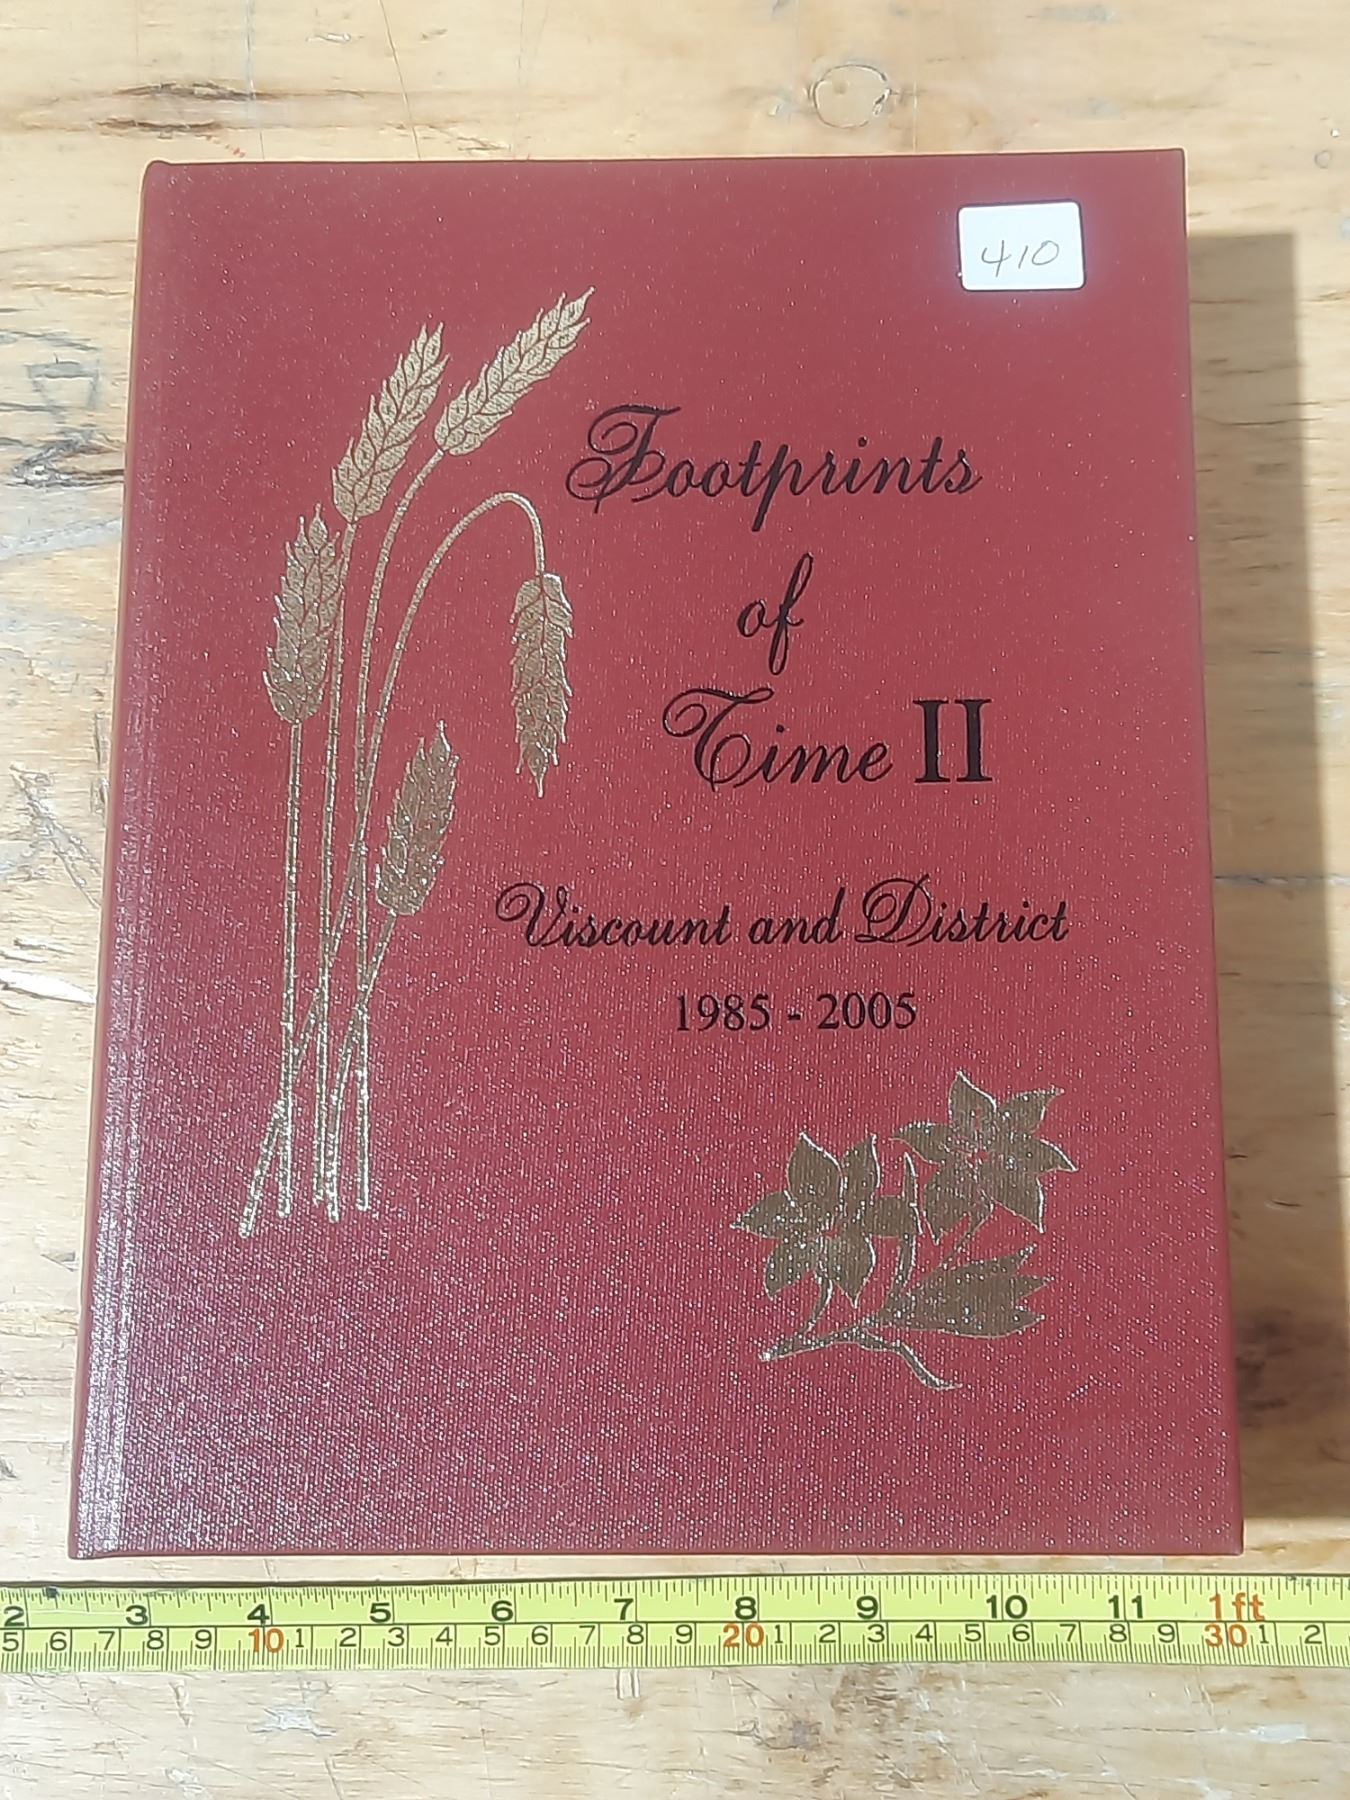 410
Footprints
of
Time II
Viscount and District
1985 - 2005
2 3 4 5 6 7 8 9 10 11 1ft
5 6 7 8 9 10 1 2 3 4 5 6 7 8 9 20 1 2 3 4 5 6 7 8 9 30 1 2